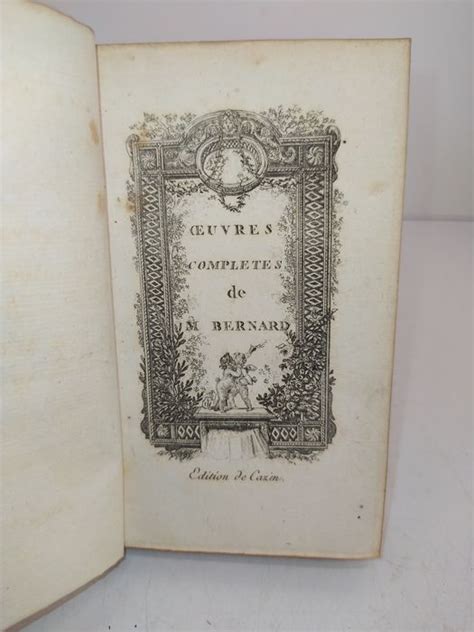 ŒUVRES
COMPLETES
de
M BERNARD
Edition de Cazin.